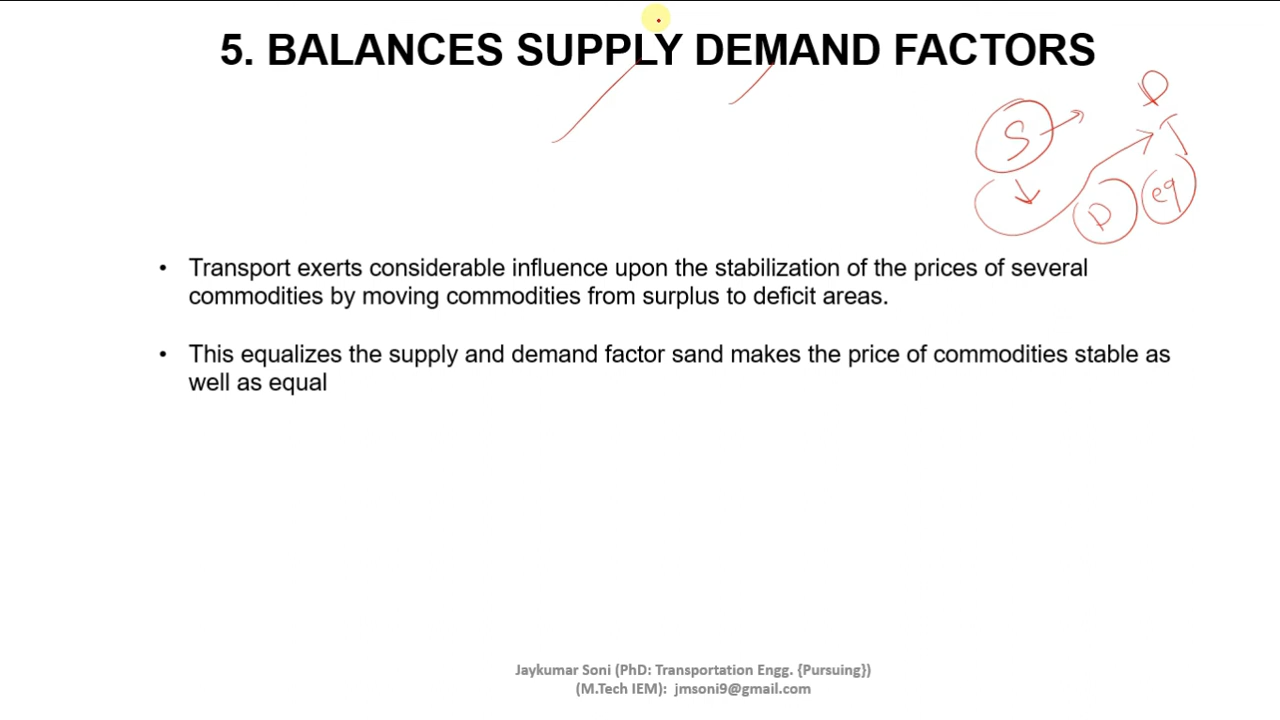 5. BALANCES SUPPLY DEMAND FACTORS
S
D
T
D
eq
• Transport exerts considerable influence upon the stabilization of the prices of several
commodities by moving commodities from surplus to deficit areas.
• This equalizes the supply and demand factor sand makes the price of commodities stable as
well as equal
Jaykumar Soni (PhD: Transportation Engg. {Pursuing})
(M.Tech IEM): jmsoni9@gmail.com